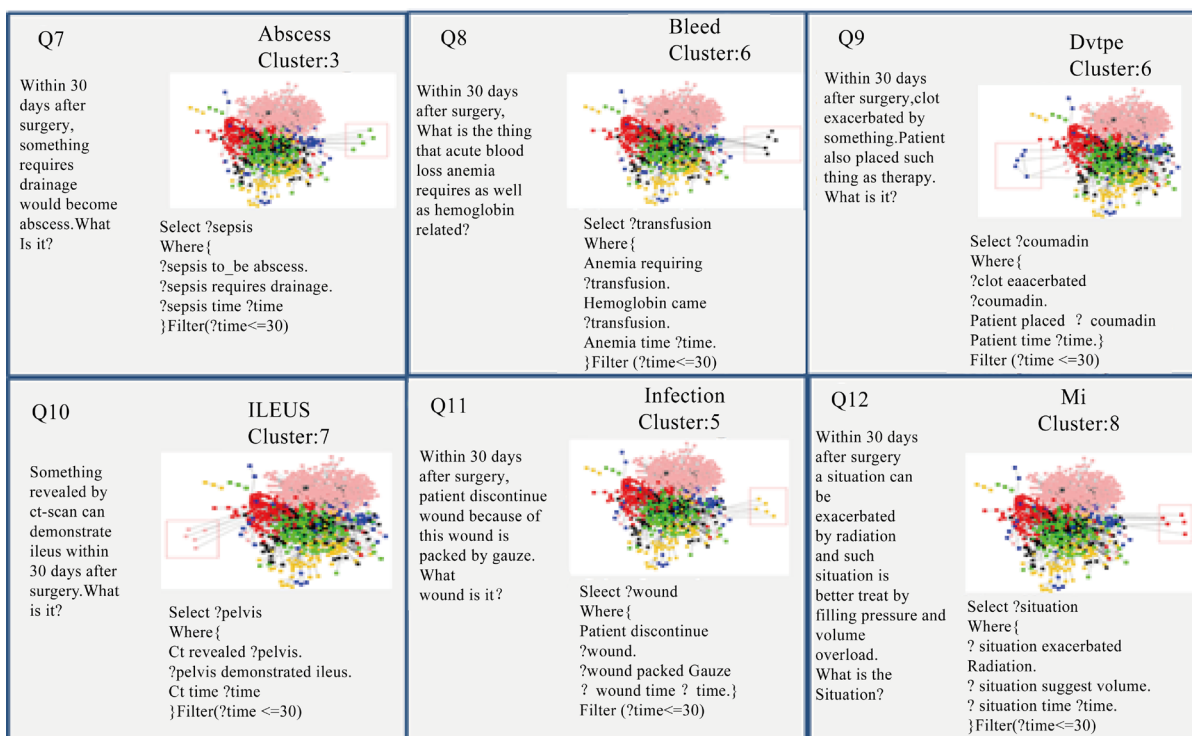 Q7
Abscess
Cluster:3
Within 30
days after
surgery,
something
requires
drainage
would become
abscess.What
Is it?
Select ?sepsis
Where{
?sepsis to_be abscess.
?sepsis requires drainage.
?sepsis time ?time
}Filter(?time<=30)
Q8
Bleed
Cluster:6
Within 30 days
after surgery,
What is the thing
that acute blood
loss anemia
requires as well
as hemoglobin
related?
Select ?transfusion
Where{
Anemia requiring
?transfusion.
Hemoglobin came
?transfusion.
Anemia time ?time.
}Filter (?time<=30)
Q9
Dvtpe
Cluster:6
Within 30 days
after surgery,clot
exacerbated by
something.Patient
also placed such
thing as therapy.
What is it?
Select ?coumadin
Where{
?clot eaacerbated
?coumadin.
Patient placed ? coumadin
Patient time ?time.}
Filter (?time <=30)
Q10
ILEUS
Cluster:7
Something
revealed by
ct-scan can
demonstrate
ileus within
30 days after
surgery.What
is it?
Select ?pelvis
Where{
Ct revealed ?pelvis.
?pelvis demonstrated ileus.
Ct time ?time
}Filter(?time <=30)
Q11
Infection
Cluster:5
Within 30 days
after surgery,
patient discontinue
wound because of
this wound is
packed by gauze.
What
wound is it?
Sleect ?wound
Where{
Patient discontinue
?wound.
?wound packed Gauze
? wound time ? time.}
Filter (?time<=30)
Q12
Mi
Cluster:8
Within 30 days
after surgery
a situation can
be
exacerbated
by radiation
and such
situation is
better treat by
filling pressure and
volume
overload.
What is the
Situation?
Select ?situation
Where{
? situation exacerbated
Radiation.
? situation suggest volume.
? situation time ?time.
}Filter(?time<=30)